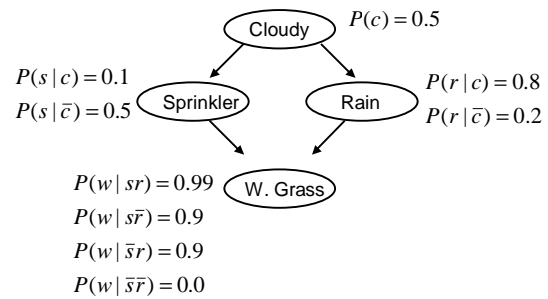 Cloudy
P(c) = 0.5
P(s | c) = 0.1
P(s | c̄) = 0.5
Sprinkler
Rain
P(r | c) = 0.8
P(r | c̄) = 0.2
W. Grass
P(w | sr) = 0.99
P(w | sr̄) = 0.9
P(w | s̄r) = 0.9
P(w | s̄r̄) = 0.0